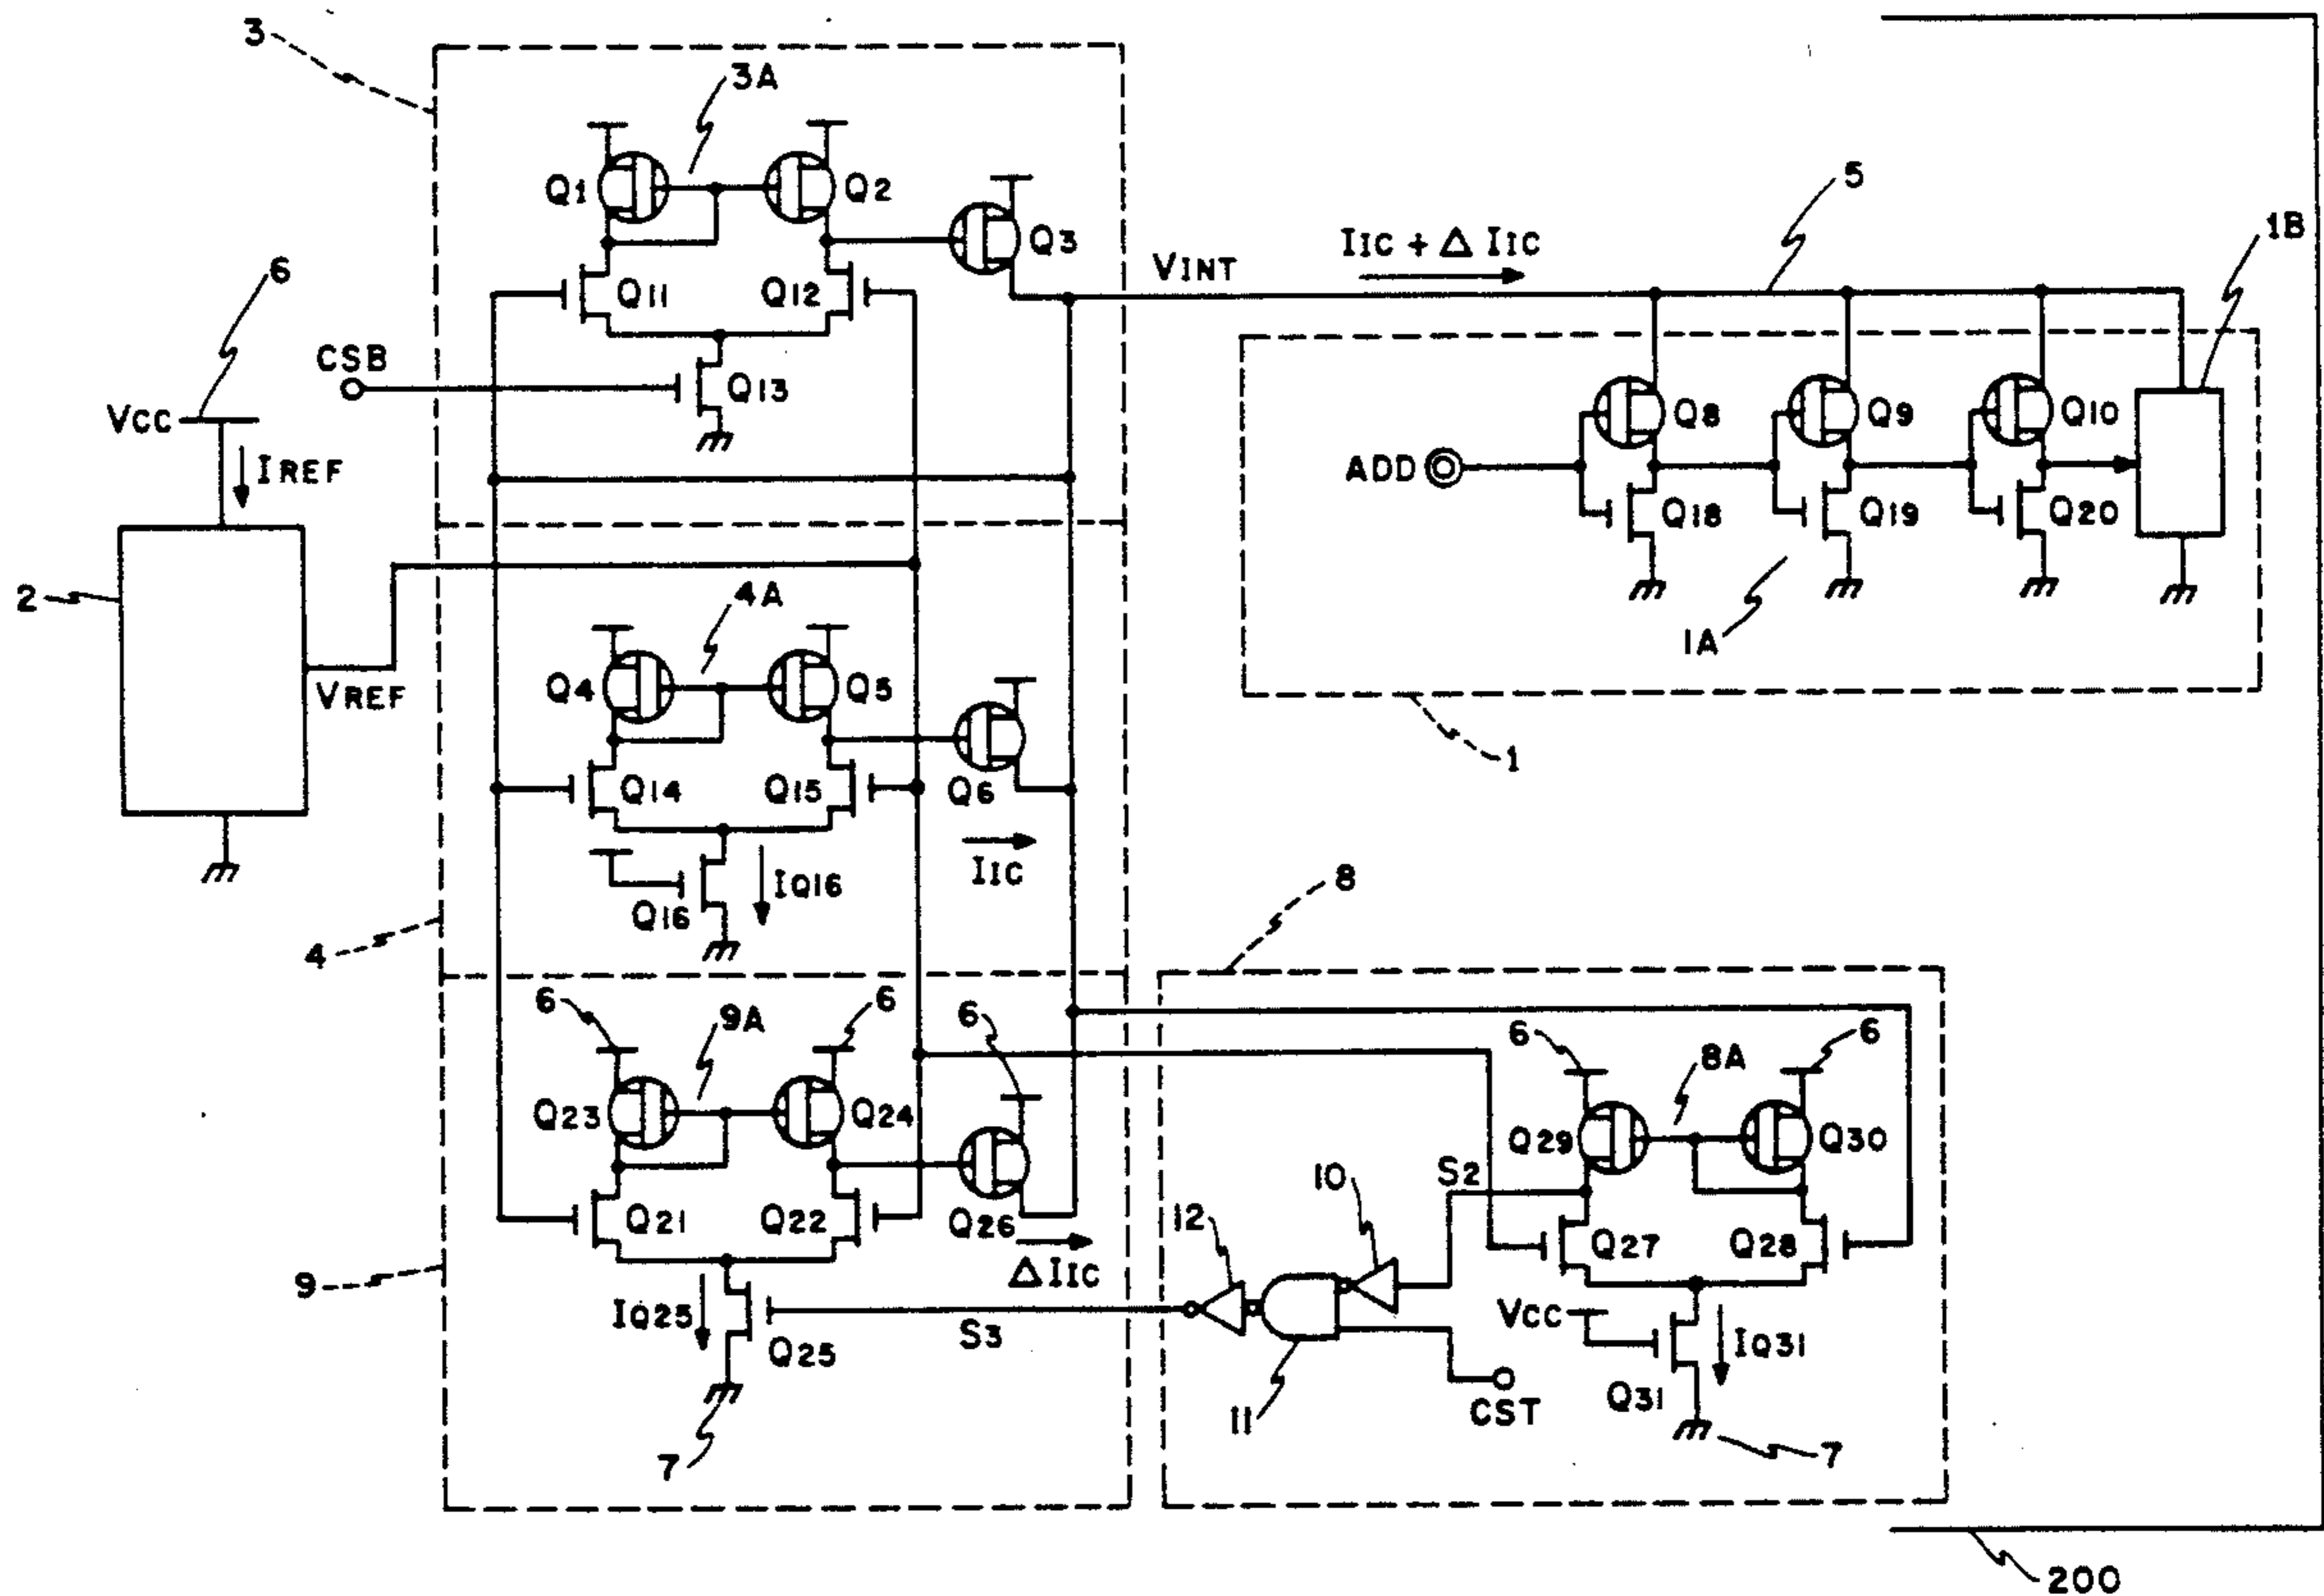 3
3A
Q1
Q2
Q3
5
1B
IIC + Δ IIC
VINT
6
Q11
Q12
CSB
Q13
VCC
IREF
Q8
Q9
Q10
ADD
Q18
Q19
Q20
2
4A
1A
VREF
Q4
Q5
1
Q14
Q15
Q6
IIC
IQ16
Q16
8
4
6
9A
6
6
6
8A
6
Q23
Q24
Q29
Q30
S2
10
12
Q21
Q22
Q26
Q27
Q28
9
Δ IIC
IQ25
S3
Q25
VCC
IQ31
Q31
11
CST
7
7
200